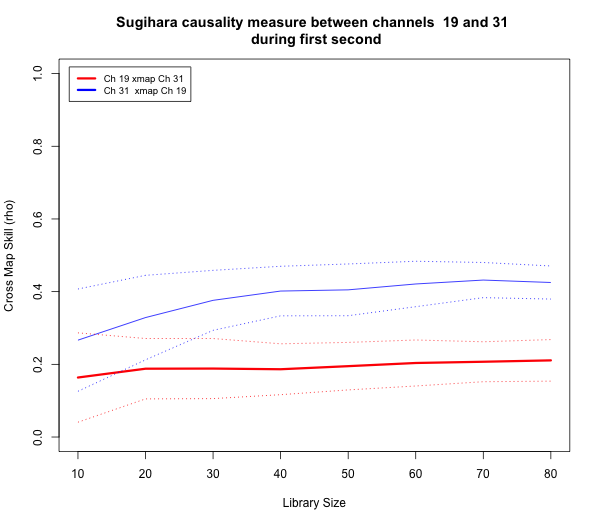 Sugihara causality measure between channels  19 and 31
during first second
Ch 19 xmap Ch 31
Ch 31  xmap Ch 19
Cross Map Skill (rho)
1.0
0.8
0.6
0.4
0.2
0.0
10 20 30 40 50 60 70 80
Library Size